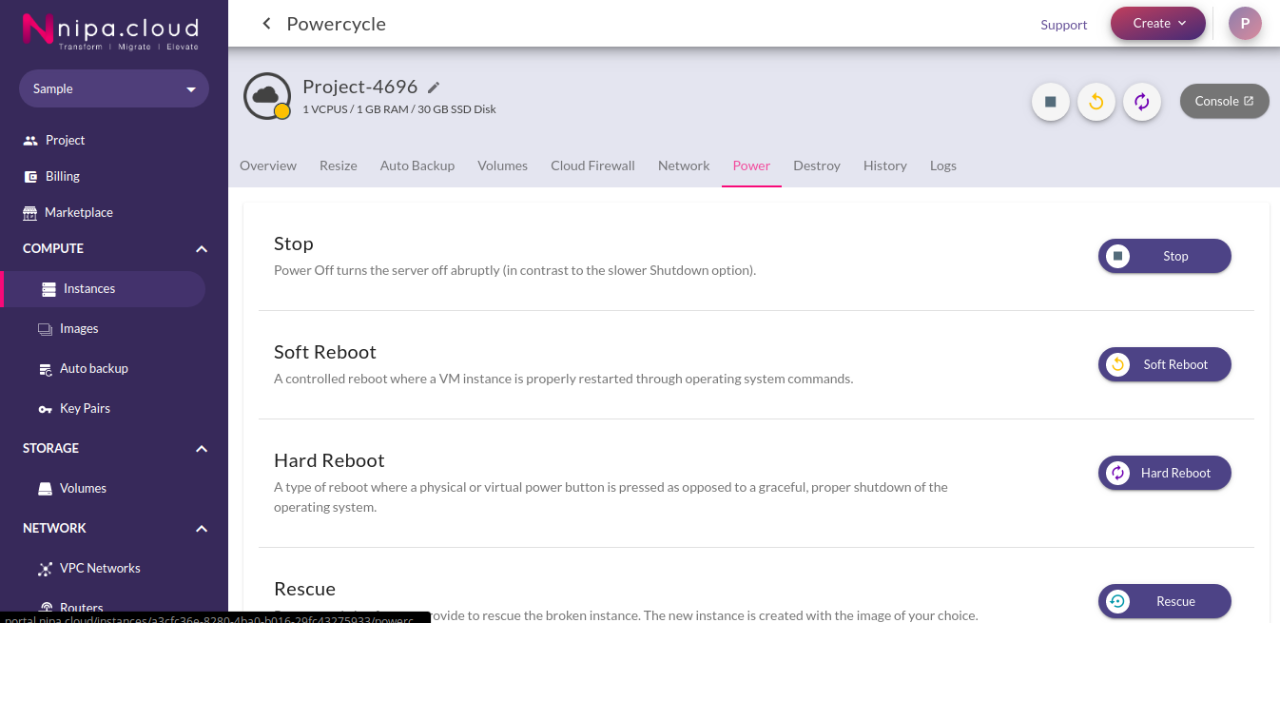 nipa.cloud
Transform | Migrate | Elevate
Sample
Project
Billing
Marketplace
COMPUTE
Instances
Images
Auto backup
Key Pairs
STORAGE
Volumes
NETWORK
VPC Networks
Routers
portal.nipa.cloud/instances/a3cfc36e-8280-4ba0-b016-29fc43275933/powerc...
Powercycle
Support
Create
P
Project-4696
1 VCPUS / 1 GB RAM / 30 GB SSD Disk
Console
Overview Resize Auto Backup Volumes Cloud Firewall Network Power Destroy History Logs
Stop
Power Off turns the server off abruptly (in contrast to the slower Shutdown option).
Stop
Soft Reboot
A controlled reboot where a VM instance is properly restarted through operating system commands.
Soft Reboot
Hard Reboot
A type of reboot where a physical or virtual power button is pressed as opposed to a graceful, proper shutdown of the
operating system.
Hard Reboot
Rescue
rovide to rescue the broken instance. The new instance is created with the image of your choice.
Rescue